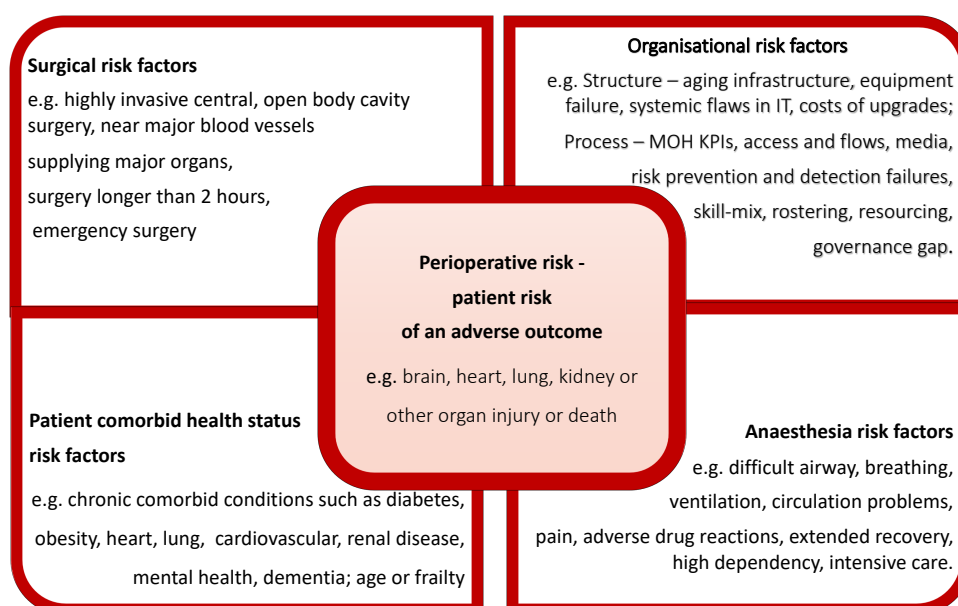 Surgical risk factors
e.g. highly invasive central, open body cavity
surgery, near major blood vessels
supplying major organs,
surgery longer than 2 hours,
emergency surgery
Organisational risk factors
e.g. Structure – aging infrastructure, equipment
failure, systemic flaws in IT, costs of upgrades;
Process – MOH KPIs, access and flows, media,
risk prevention and detection failures,
skill-mix, rostering, resourcing,
governance gap.
Perioperative risk -
patient risk
of an adverse outcome
e.g. brain, heart, lung, kidney or
other organ injury or death
Patient comorbid health status
risk factors
e.g. chronic comorbid conditions such as diabetes,
obesity, heart, lung, cardiovascular, renal disease,
mental health, dementia; age or frailty
Anaesthesia risk factors
e.g. difficult airway, breathing,
ventilation, circulation problems,
pain, adverse drug reactions, extended recovery,
high dependency, intensive care.